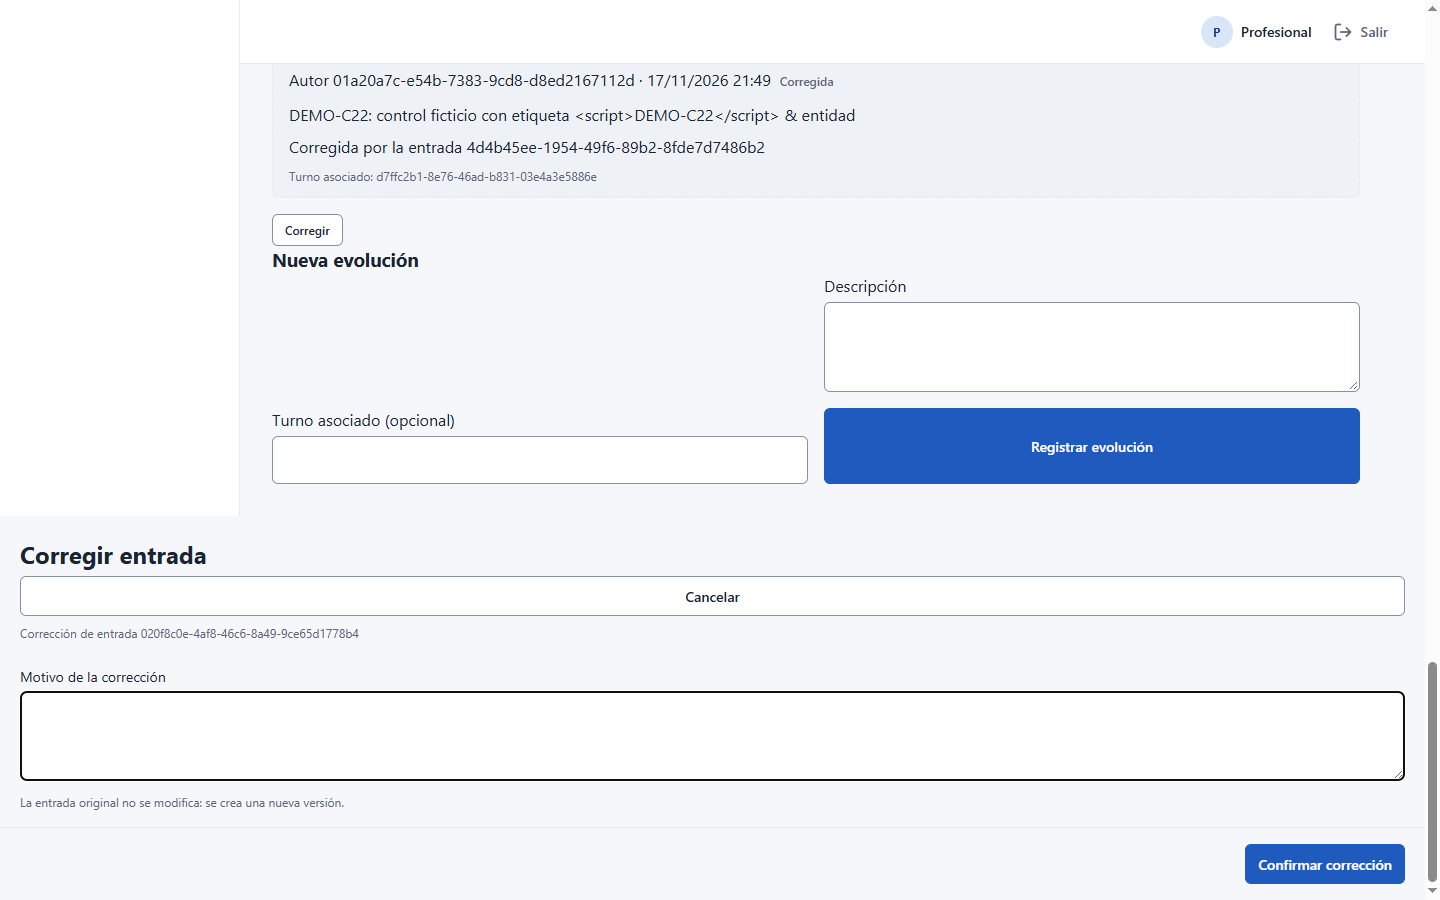 P Profesional Salir
Autor 01a20a7c-e54b-7383-9cd8-d8ed2167112d · 17/11/2026 21:49 Corregida
DEMO-C22: control ficticio con etiqueta <script>DEMO-C22</script> & entidad
Corregida por la entrada 4d4b45ee-1954-49f6-89b2-8fde7d7486b2
Turno asociado: d7ffc2b1-8e76-46ad-b831-03e4a3e5886e
Corregir
Nueva evolución
Descripción
Turno asociado (opcional)
Registrar evolución
Corregir entrada
Cancelar
Corrección de entrada 020f8c0e-4af8-46c6-8a49-9ce65d1778b4
Motivo de la corrección
La entrada original no se modifica: se crea una nueva versión.
Confirmar corrección